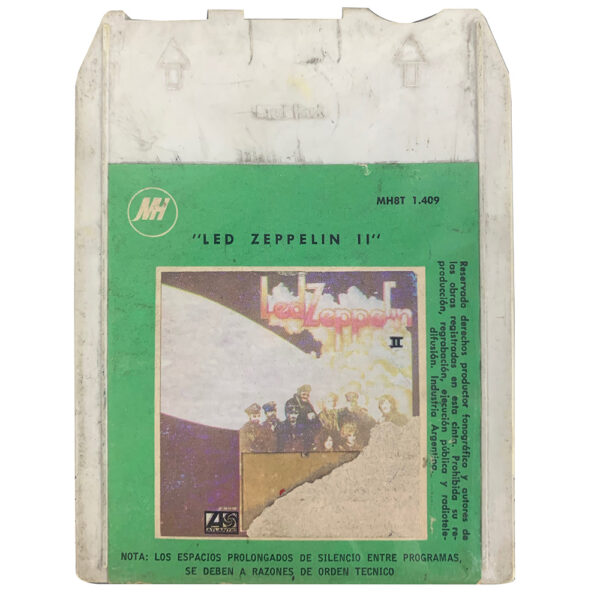 MH
MH8T 1.409
"LED ZEPPELIN II"
Led Zeppelin
II
ATLANTIC
Reservado derechos productor fonográfico y autores de
las obras registradas en esta cinta. Prohibida su re-
producción, regrabación, ejecución pública y radiotele-
difusión. Industria Argentina.
NOTA: LOS ESPACIOS PROLONGADOS DE SILENCIO ENTRE PROGRAMAS,
SE DEBEN A RAZONES DE ORDEN TECNICO